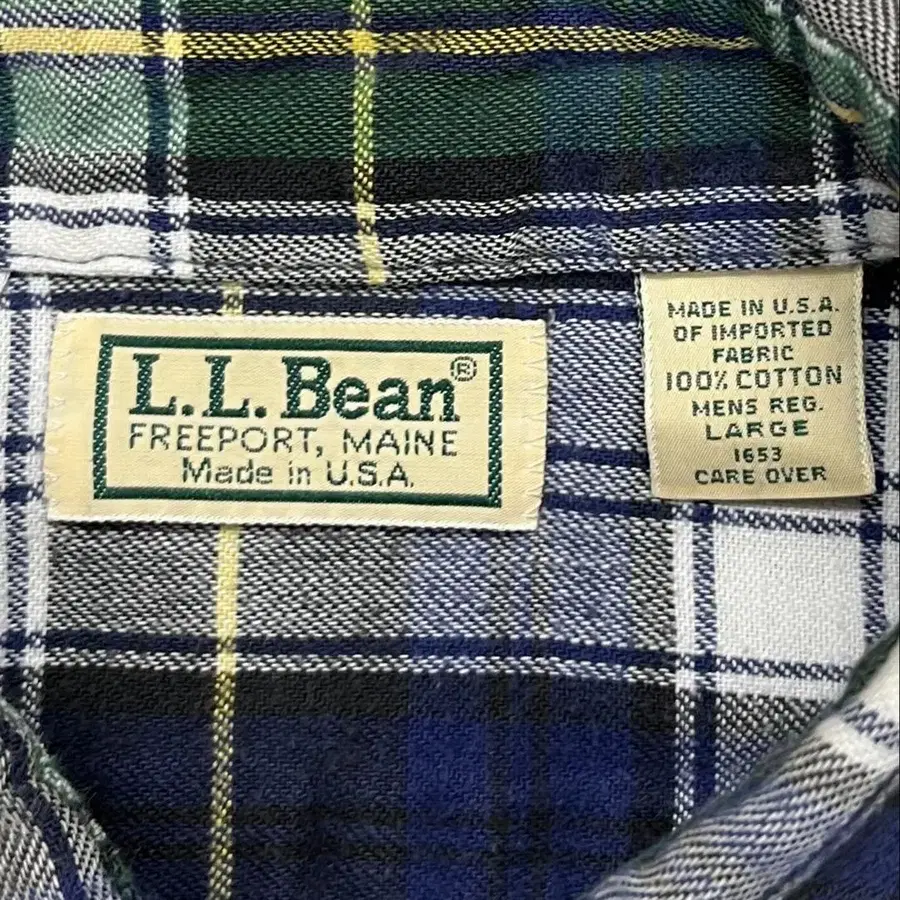 L.L.Bean®
FREEPORT, MAINE
Made in U.S.A.
MADE IN U.S.A.
OF IMPORTED
FABRIC
100% COTTON
MENS REG.
LARGE
1653
CARE OVER